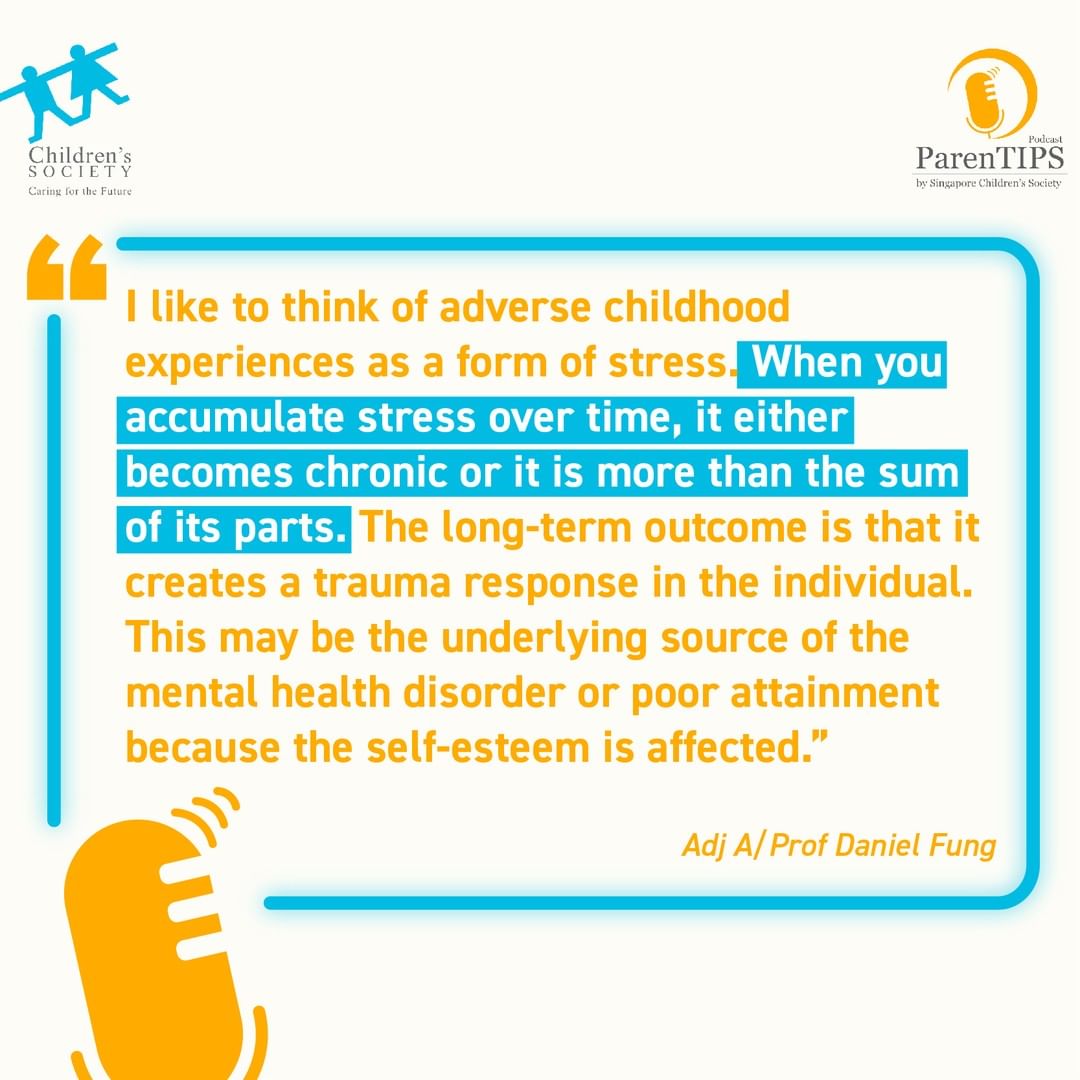 Children's
SOCIETY
Caring for the Future
Podcast
ParenTIPS
by Singapore Children's Society
“
I like to think of adverse childhood
experiences as a form of stress. When you
accumulate stress over time, it either
becomes chronic or it is more than the sum
of its parts. The long-term outcome is that it
creates a trauma response in the individual.
This may be the underlying source of the
mental health disorder or poor attainment
because the self-esteem is affected.”
Adj A/Prof Daniel Fung